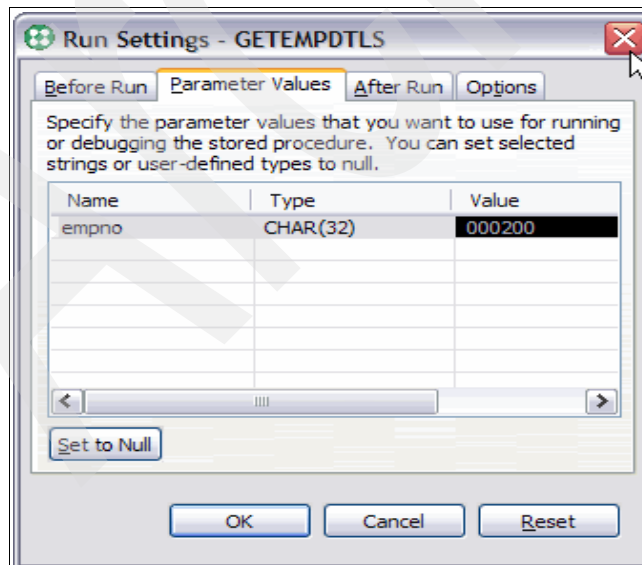 Run Settings - GETEMPDTLS
Before Run Parameter Values After Run Options
Specify the parameter values that you want to use for running
or debugging the stored procedure. You can set selected
strings or user-defined types to null.
Name Type Value
empno CHAR(32) 000200
Set to Null
OK Cancel Reset